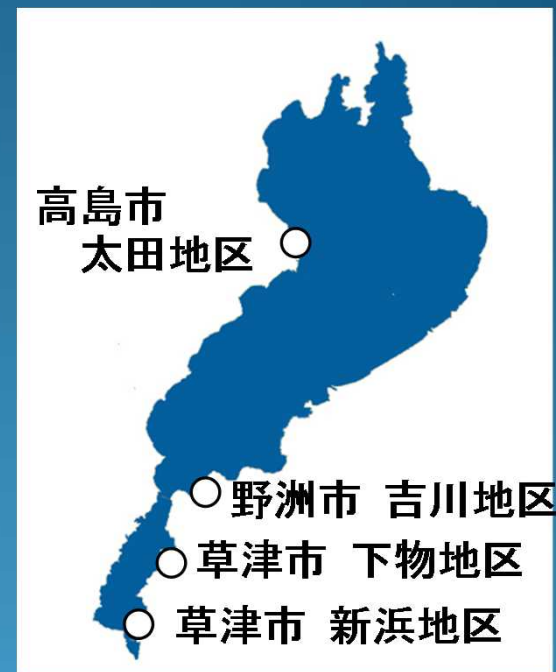 高島市
太田地区
野洲市 吉川地区
草津市 下物地区
草津市 新浜地区